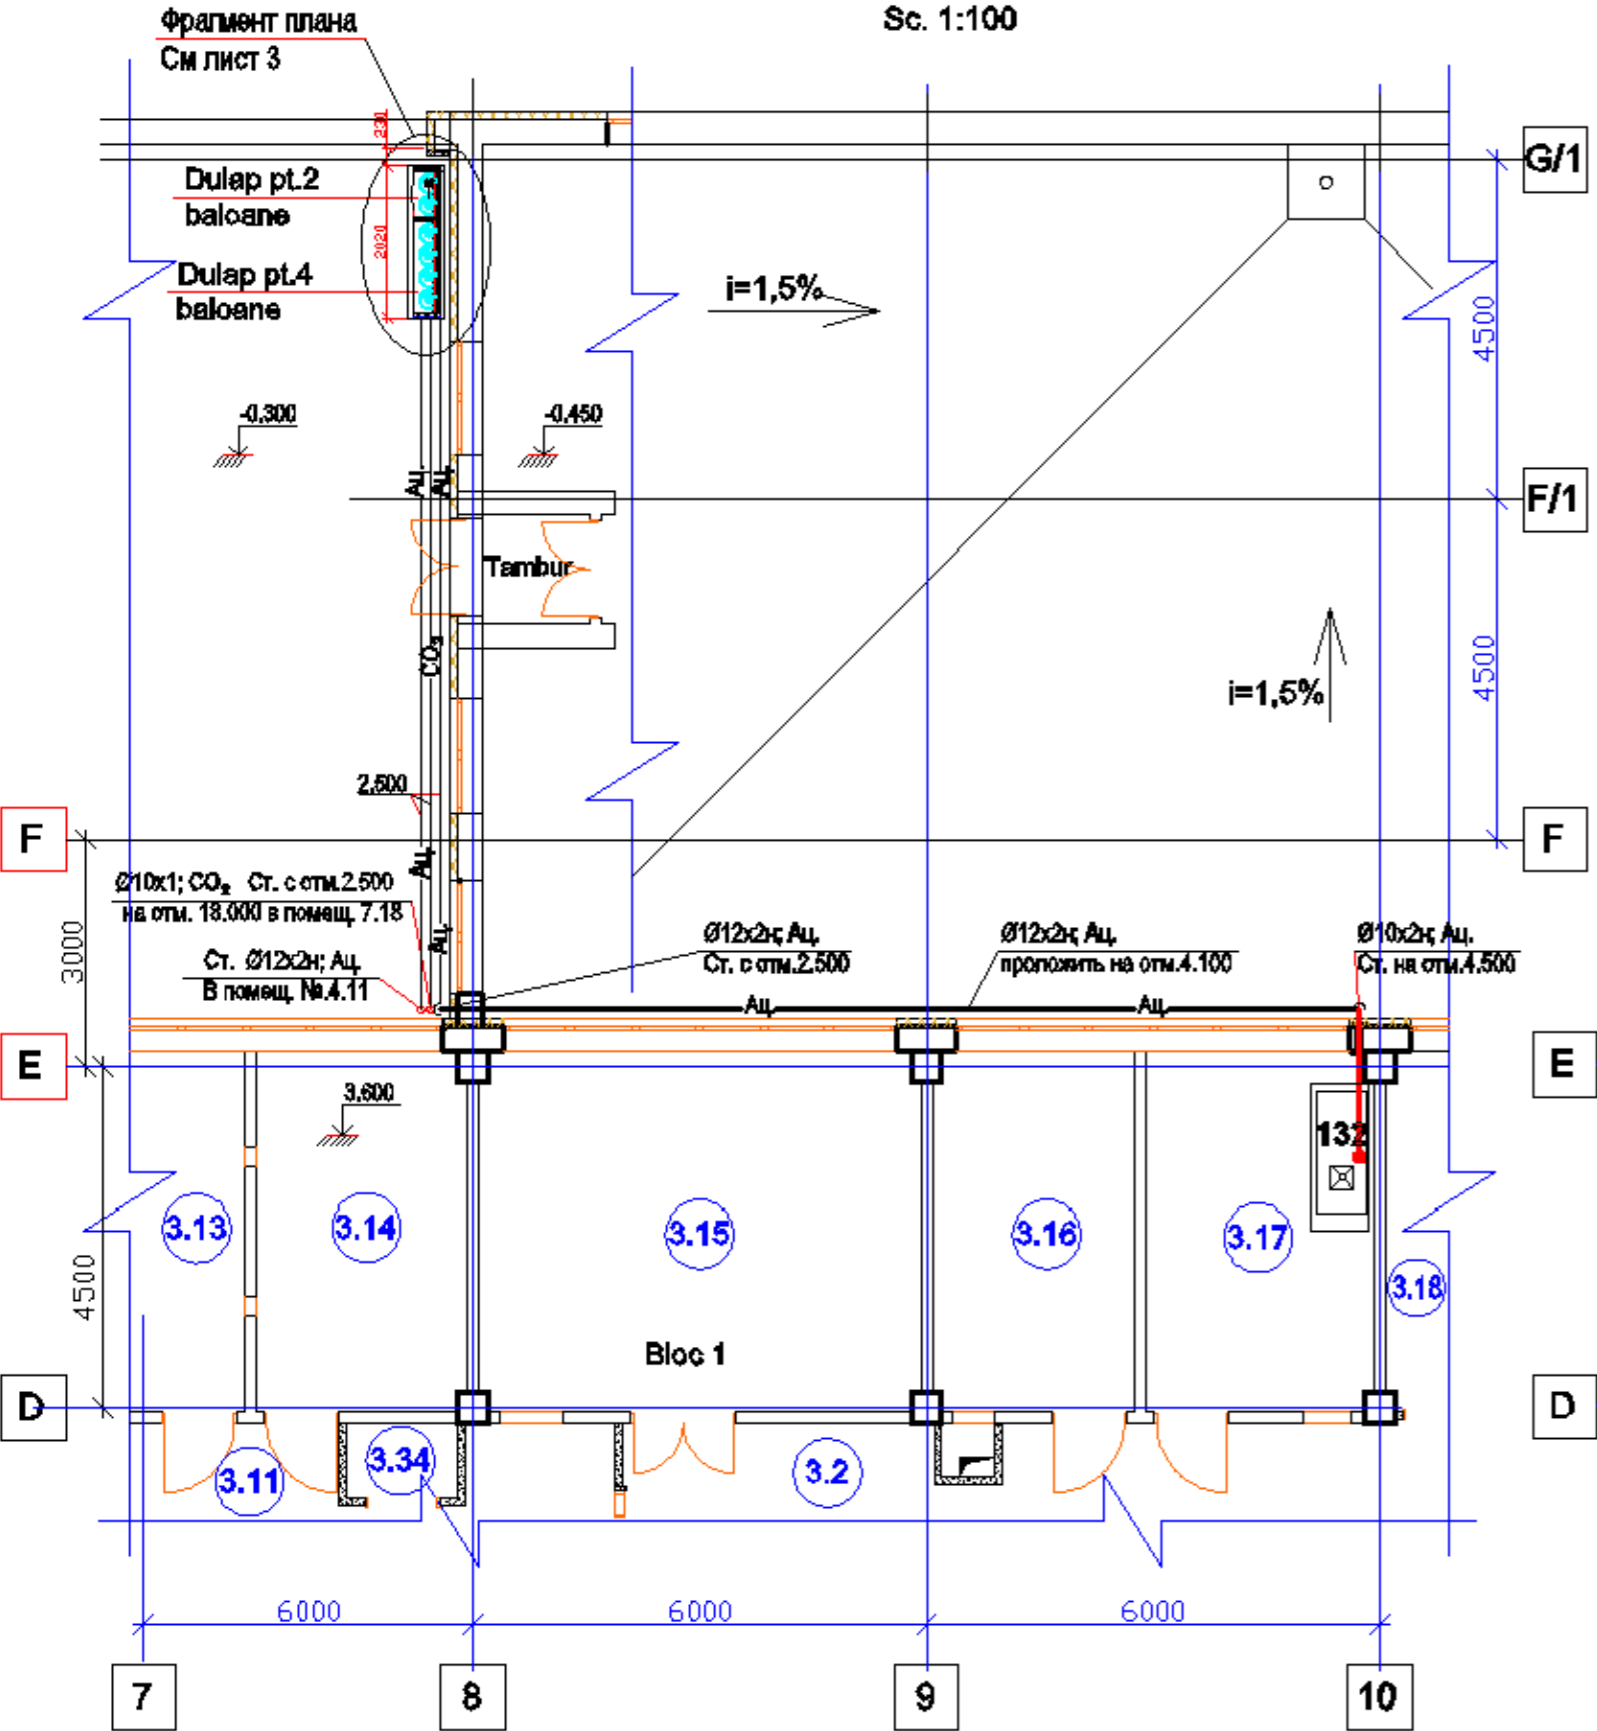 Фрагмент плана
См лист 3
Sc. 1:100
230
G/1
Dulap pt.2
baloane
2020
Dulap pt.4
baloane
i=1,5%
4500
-0,300
-0,450
Ац.
Ац.
F/1
Tambur
CO₂
4500
i=1,5%
2,500
F
F
Ац.
Ø10x1; CO₂ Ст. с отм.2.500
на отм. 13.000 в помещ. 7.18
3000
Ац.
Ст. Ø12x2н; Ац.
В помещ. №.4.11
Ø12x2н; Ац.
Ст. с отм.2.500
Ø12x2н; Ац.
проложить на отм.4.100
Ø10x2н; Ац.
Ст. на отм.4.500
Ац.
Ац.
E
E
3,600
132
3.13
3.14
3.15
3.16
3.17
3.18
4500
Bloc 1
D
D
3.11
3.34
3.2
6000
6000
6000
7
8
9
10